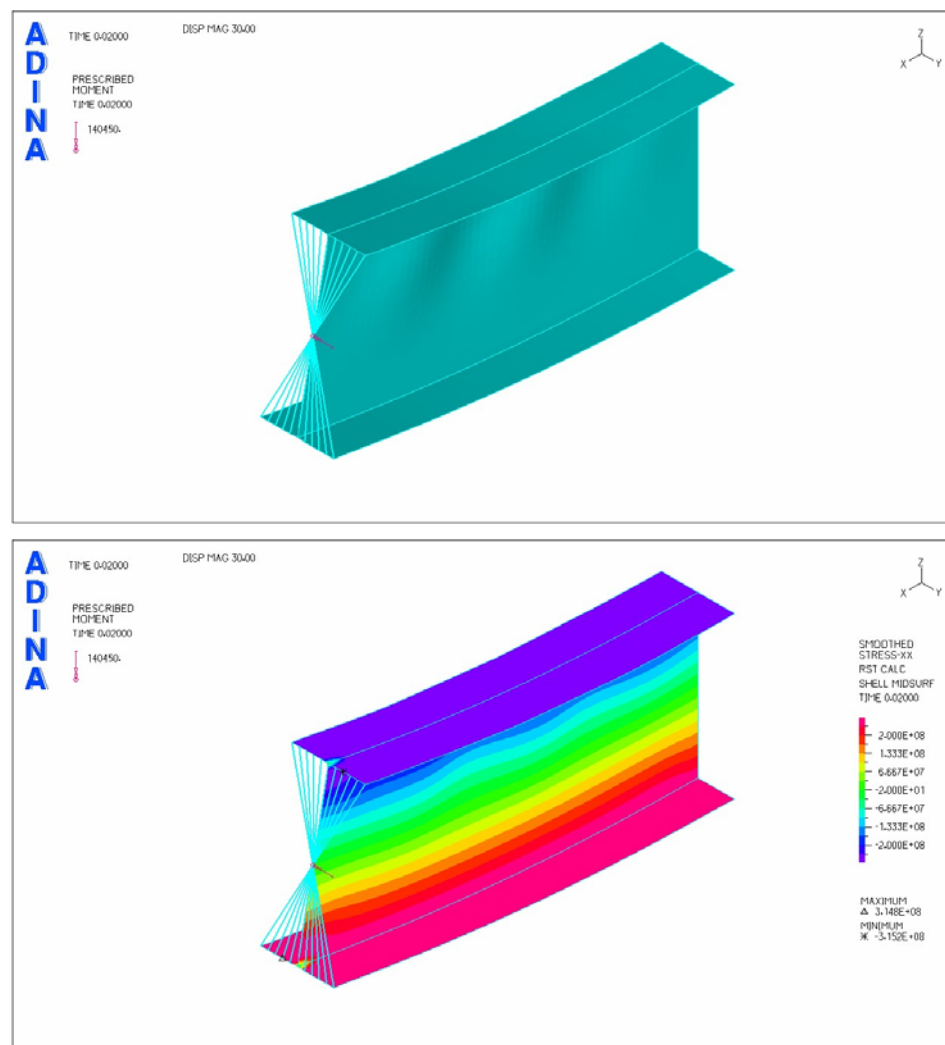 ADINA
TIME 0.02000
DISP MAG 30.00
PRESCRIBED
MOMENT
TIME 0.02000
140450.
Z
X Y
ADINA
TIME 0.02000
DISP MAG 30.00
PRESCRIBED
MOMENT
TIME 0.02000
140450.
Z
X Y
SMOOTHED
STRESS-XX
RST CALC
SHELL MIDSURF
TIME 0.02000
2.000E+08
1.333E+08
6.667E+07
-2.000E+01
-6.667E+07
-1.333E+08
-2.000E+08
MAXIMUM
Δ 3.148E+08
MINIMUM
Ж -3.152E+08